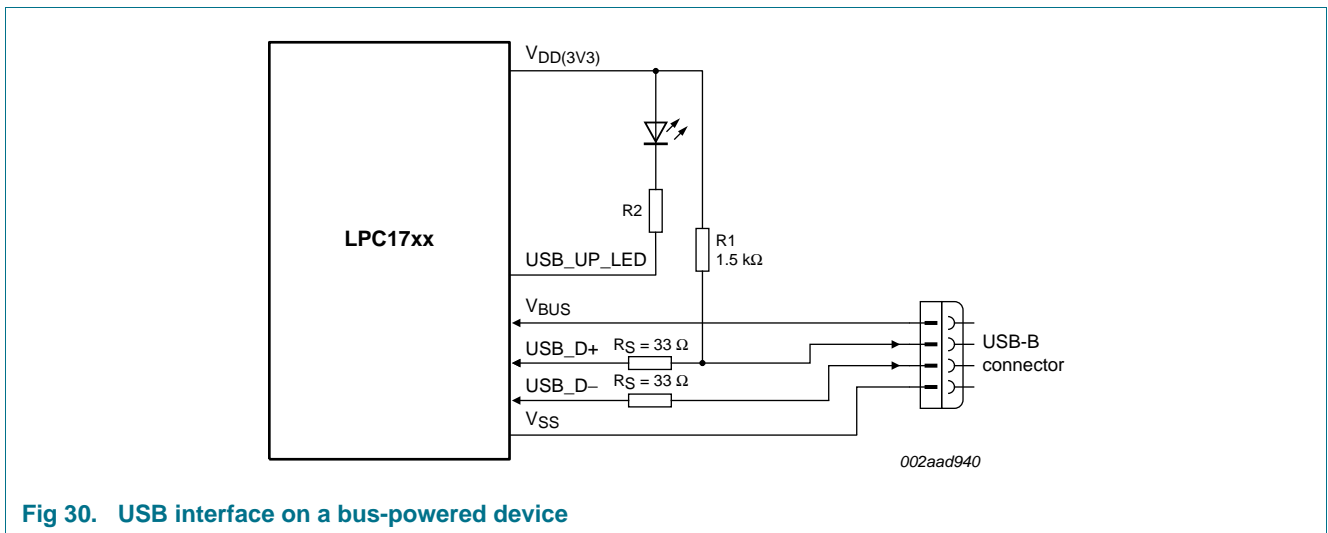 VDD(3V3)
R2
LPC17xx
R1
1.5 kΩ
USB_UP_LED
VBUS
USB_D+
RS = 33 Ω
USB-B
connector
USB_D−
RS = 33 Ω
VSS
002aad940
Fig 30. USB interface on a bus-powered device